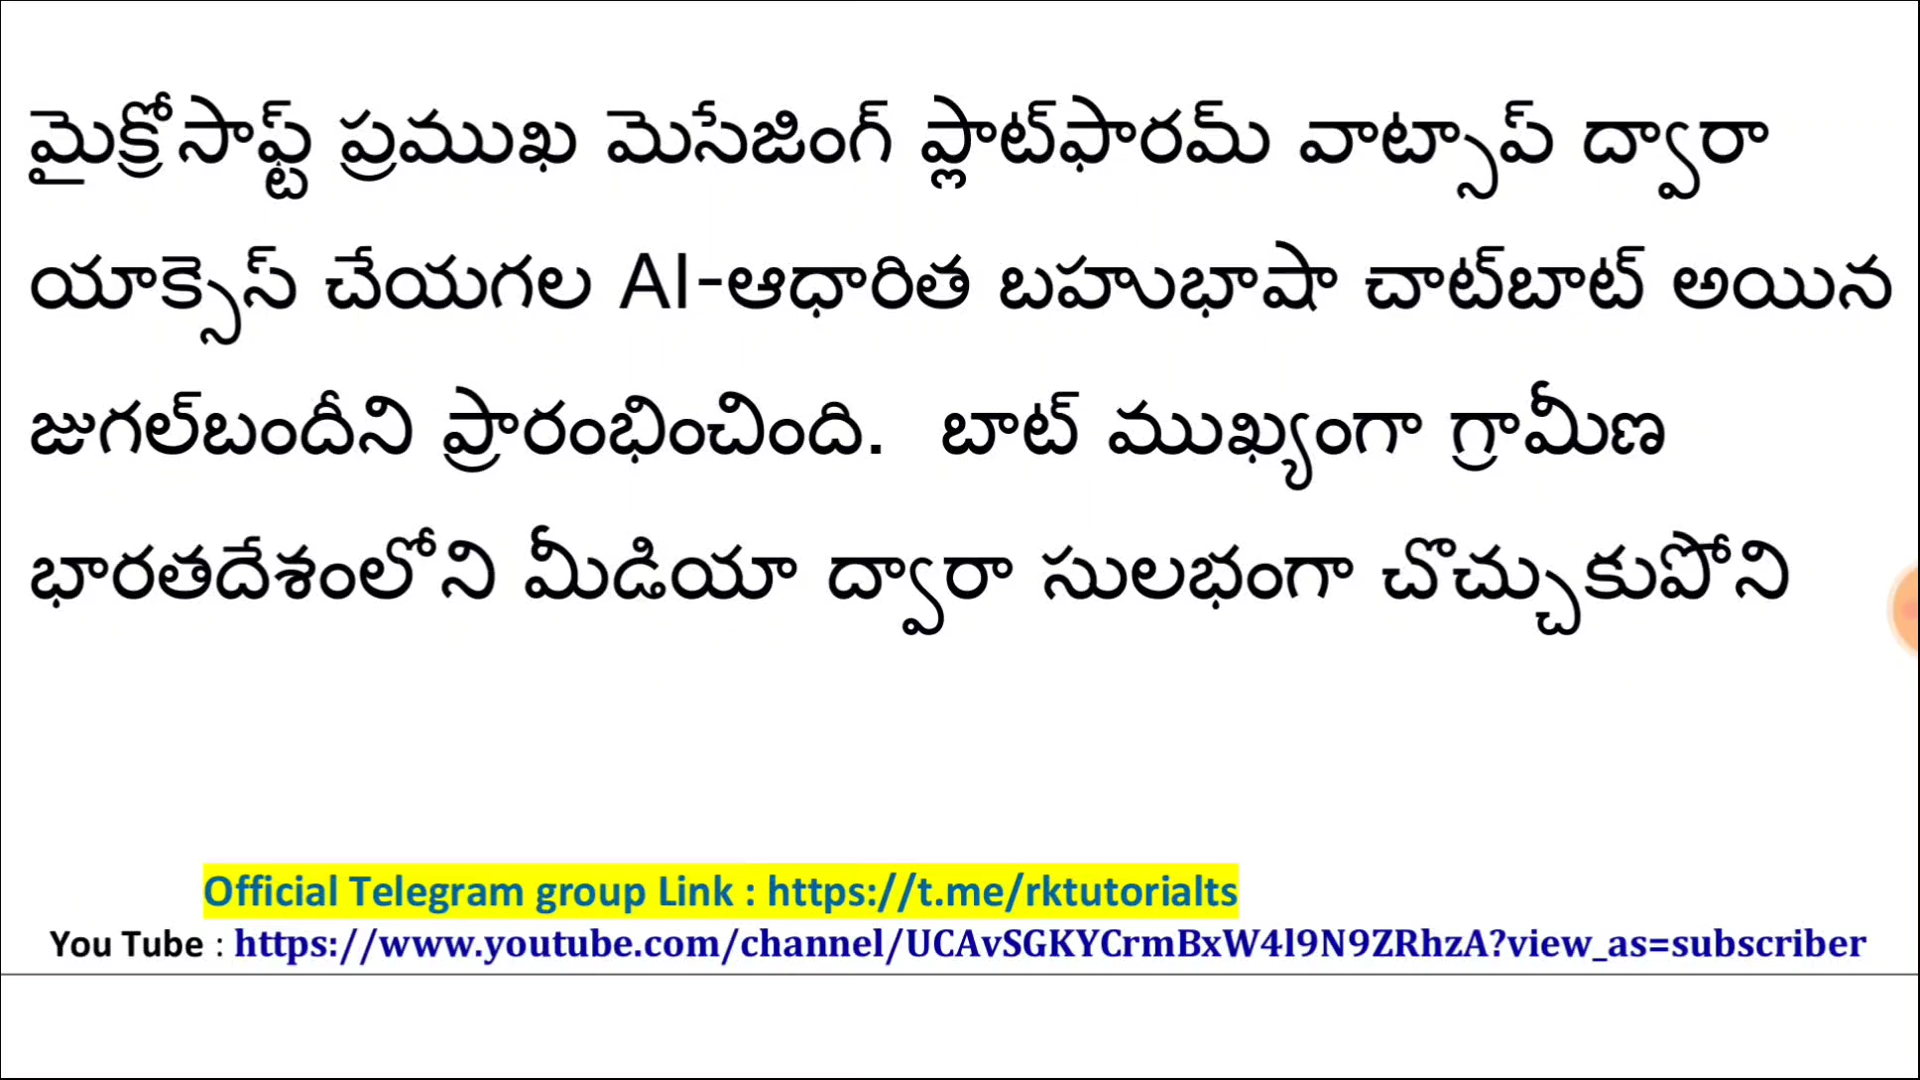 మైక్రోసాఫ్ట్ ప్రముఖ మెసేజింగ్ ప్లాట్‌ఫారమ్ వాట్సాప్ ద్వారా
యాక్సెస్ చేయగల AI-ఆధారిత బహుభాషా చాట్‌బాట్ అయిన
జుగల్‌బందీని ప్రారంభించింది. బాట్ ముఖ్యంగా గ్రామీణ
భారతదేశంలోని మీడియా ద్వారా సులభంగా చొచ్చుకుపోని
Official Telegram group Link : https://t.me/rktutorialts
You Tube : https://www.youtube.com/channel/UCAvSGKYCrmBxW4l9N9ZRhzA?view_as=subscriber